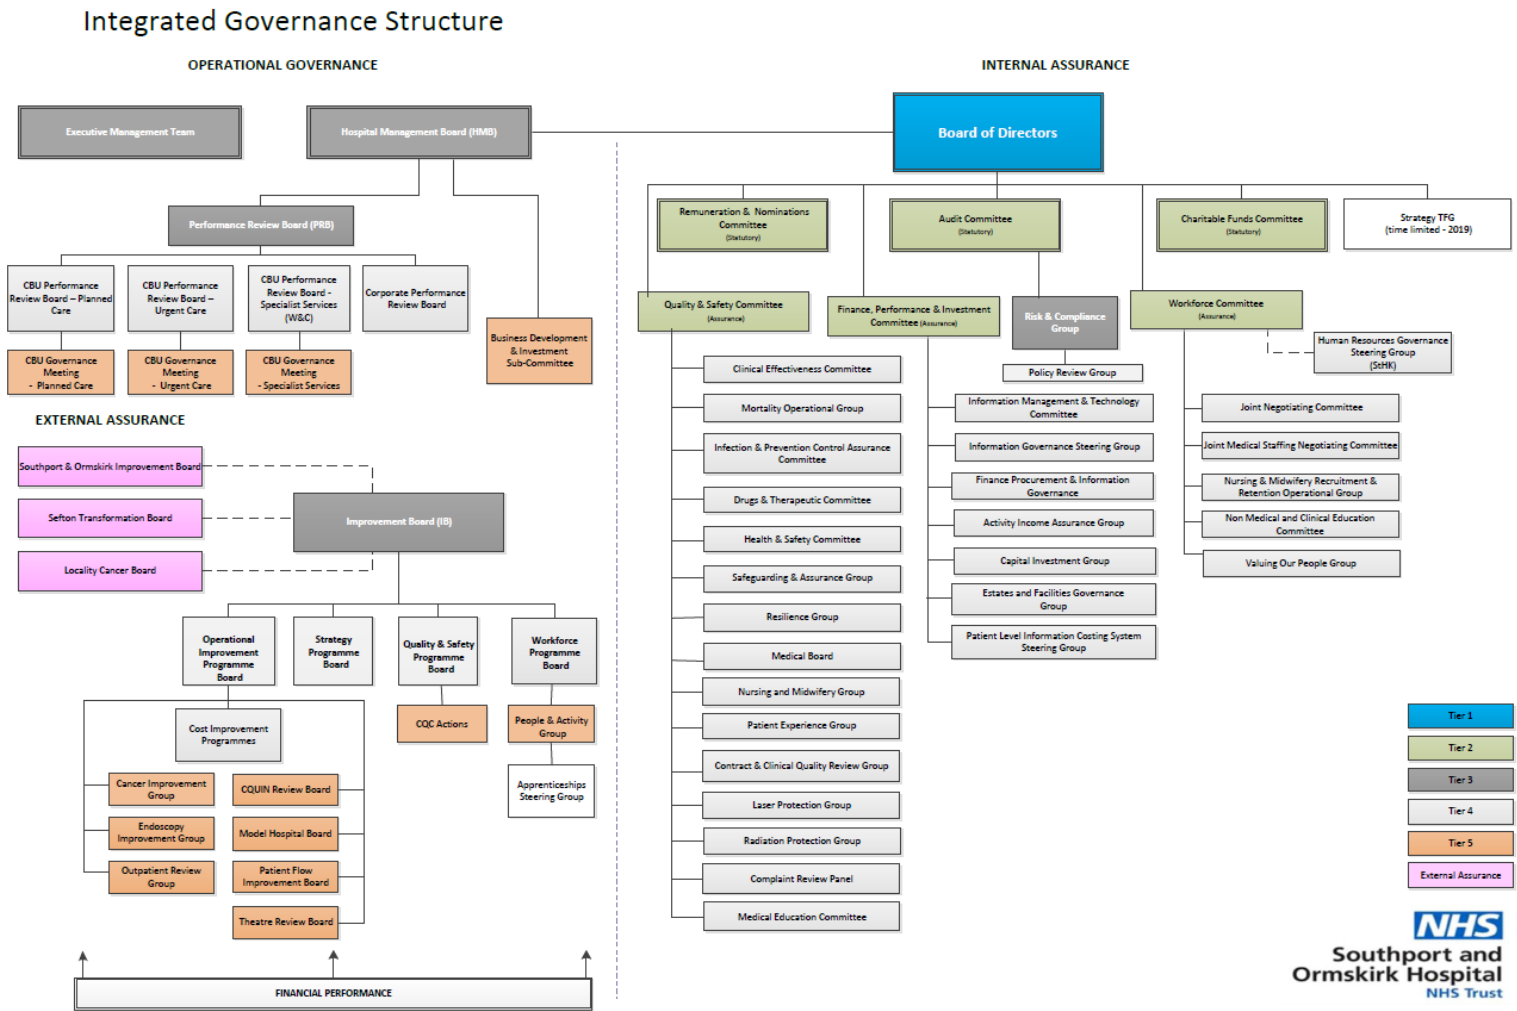 Integrated Governance Structure
OPERATIONAL GOVERNANCE
INTERNAL ASSURANCE
Executive Management Team
Hospital Management Board (HMB)
Board of Directors
Performance Review Board (PRB)
CBU Performance
Review Board – Planned
Care
CBU Performance
Review Board –
Urgent Care
CBU Performance
Review Board -
Specialist Services
(W&C)
Corporate Performance
Review Board
CBU Governance
Meeting
- Planned Care
CBU Governance
Meeting
- Urgent Care
CBU Governance
Meeting
- Specialist Services
Business Development
& Investment
Sub-Committee
Remuneration & Nominations
Committee
(Statutory)
Audit Committee
(Statutory)
Charitable Funds Committee
(Statutory)
Strategy TFG
(time limited - 2019)
Quality & Safety Committee
(Assurance)
Finance, Performance & Investment
Committee (Assurance)
Risk & Compliance
Group
Workforce Committee
(Assurance)
Human Resources Governance
Steering Group
(StHK)
Policy Review Group
Clinical Effectiveness Committee
Mortality Operational Group
Infection & Prevention Control Assurance
Committee
Drugs & Therapeutic Committee
Health & Safety Committee
Safeguarding & Assurance Group
Resilience Group
Medical Board
Nursing and Midwifery Group
Patient Experience Group
Contract & Clinical Quality Review Group
Laser Protection Group
Radiation Protection Group
Complaint Review Panel
Medical Education Committee
Information Management & Technology
Committee
Information Governance Steering Group
Finance Procurement & Information
Governance
Activity Income Assurance Group
Capital Investment Group
Estates and Facilities Governance
Group
Patient Level Information Costing System
Steering Group
Joint Negotiating Committee
Joint Medical Staffing Negotiating Committee
Nursing & Midwifery Recruitment &
Retention Operational Group
Non Medical and Clinical Education
Committee
Valuing Our People Group
EXTERNAL ASSURANCE
Southport & Ormskirk Improvement Board
Sefton Transformation Board
Locality Cancer Board
Improvement Board (IB)
Operational
Improvement
Programme
Board
Strategy
Programme
Board
Quality & Safety
Programme
Board
Workforce
Programme
Board
Cost Improvement
Programmes
CQC Actions
People & Activity
Group
Apprenticeships
Steering Group
Cancer Improvement
Group
Endoscopy
Improvement Group
Outpatient Review
Group
CQUIN Review Board
Model Hospital Board
Patient Flow
Improvement Board
Theatre Review Board
FINANCIAL PERFORMANCE
Tier 1
Tier 2
Tier 3
Tier 4
Tier 5
External Assurance
NHS
Southport and
Ormskirk Hospital
NHS Trust